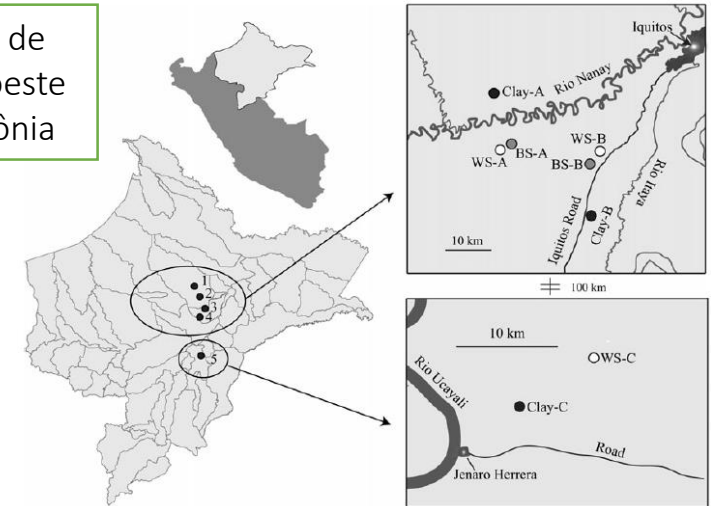 de
oeste
ônia
1
2
3
4
5
Iquitos
Rio Nanay
Clay-A
WS-A
BS-A
WS-B
BS-B
Clay-B
Iquitos Road
Rio Itaya
10 km
100 km
10 km
WS-C
Rio Ucayali
Clay-C
Road
Jenaro Herrera